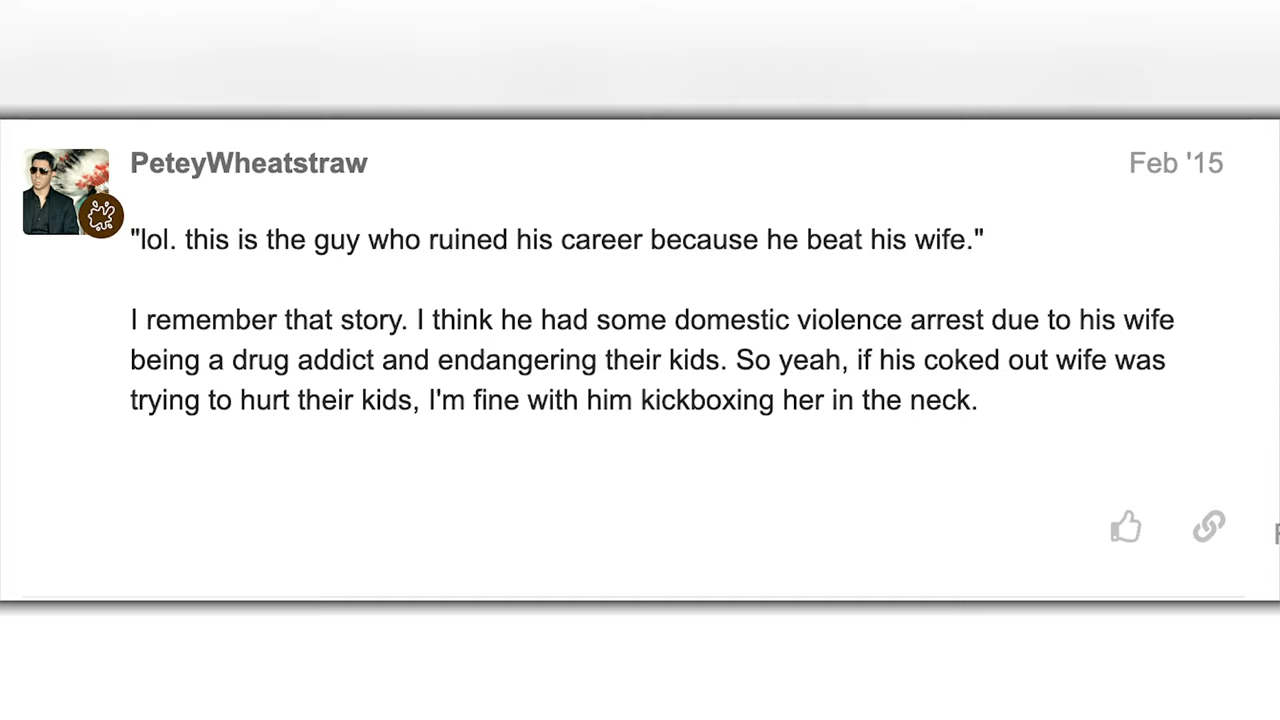 PeteyWheatstraw
Feb '15
"lol. this is the guy who ruined his career because he beat his wife."
I remember that story. I think he had some domestic violence arrest due to his wife
being a drug addict and endangering their kids. So yeah, if his coked out wife was
trying to hurt their kids, I'm fine with him kickboxing her in the neck.